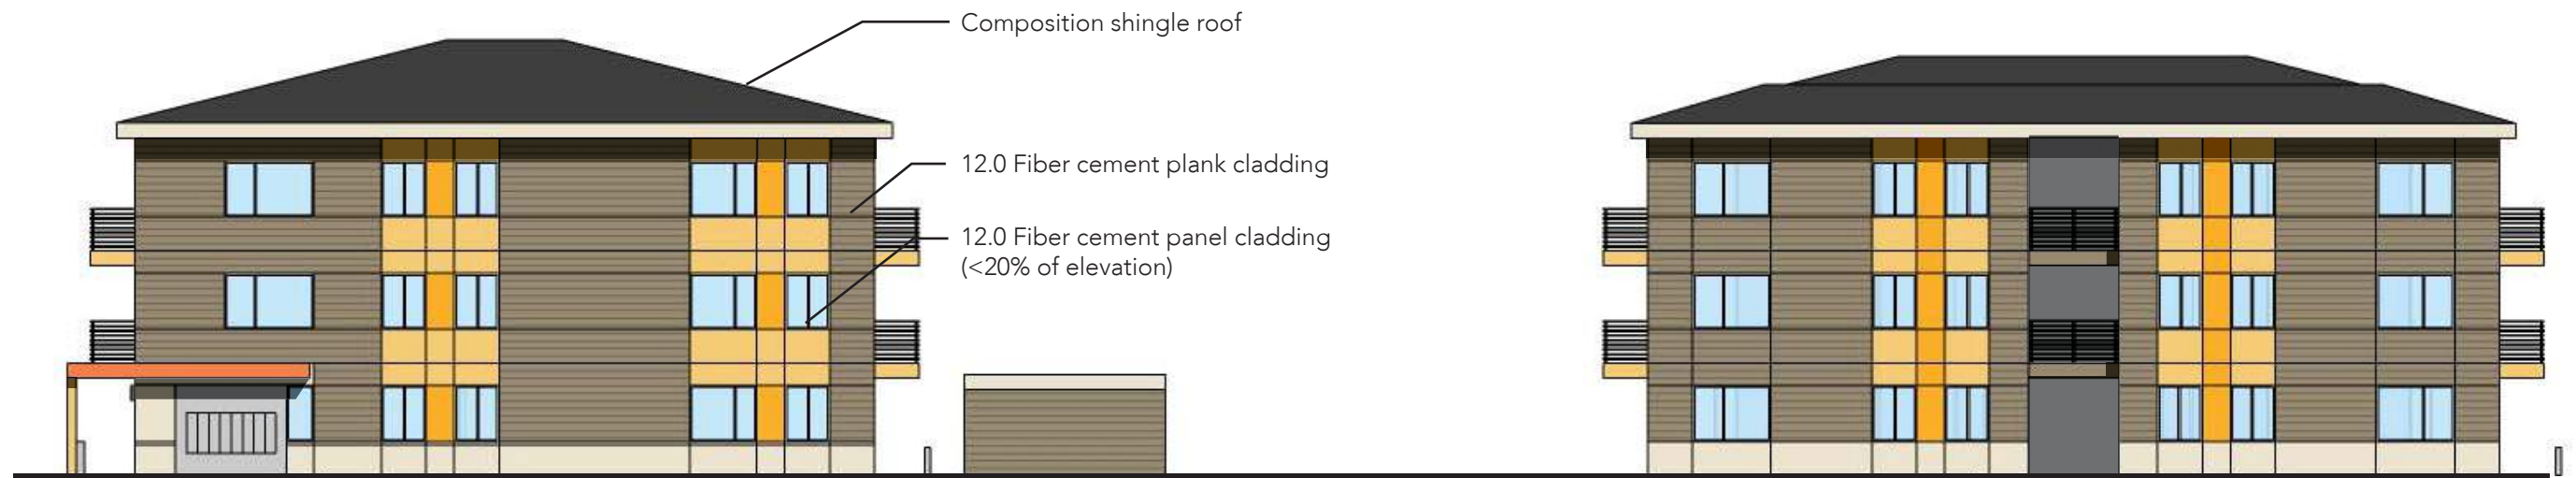 Composition shingle roof
12.0 Fiber cement plank cladding
12.0 Fiber cement panel cladding
(<20% of elevation)